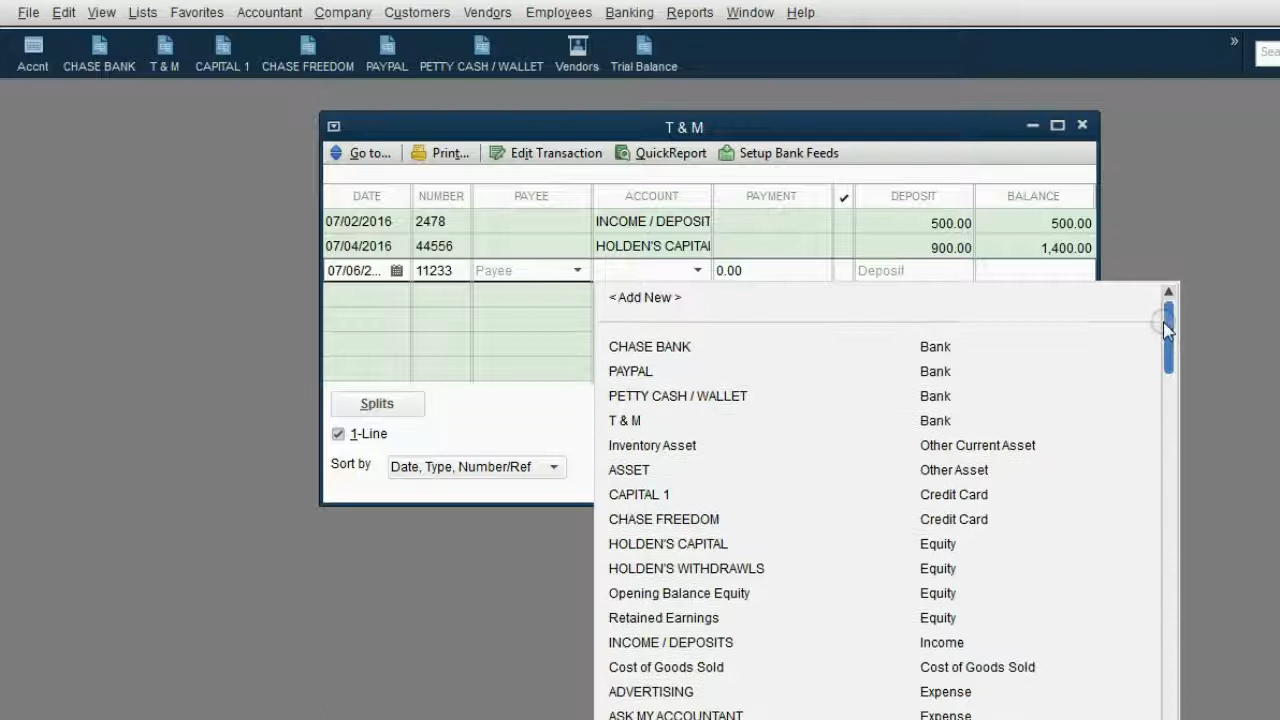 File Edit View Lists Favorites Accountant Company Customers Vendors Employees Banking Reports Window Help
»
Accnt CHASE BANK T & M CAPITAL 1 CHASE FREEDOM PAYPAL PETTY CASH / WALLET Vendors Trial Balance
Sea
T & M
Go to... Print... Edit Transaction QuickReport Setup Bank Feeds
DATE NUMBER PAYEE ACCOUNT PAYMENT ✓ DEPOSIT BALANCE
07/02/2016 2478 INCOME / DEPOSIT 500.00 500.00
07/04/2016 44556 HOLDEN'S CAPITAL 900.00 1,400.00
07/06/2... 11233 Payee 0.00 Deposit
< Add New >
CHASE BANK Bank
PAYPAL Bank
PETTY CASH / WALLET Bank
T & M Bank
Inventory Asset Other Current Asset
ASSET Other Asset
CAPITAL 1 Credit Card
CHASE FREEDOM Credit Card
HOLDEN'S CAPITAL Equity
HOLDEN'S WITHDRAWLS Equity
Opening Balance Equity Equity
Retained Earnings Equity
INCOME / DEPOSITS Income
Cost of Goods Sold Cost of Goods Sold
ADVERTISING Expense
ASK MY ACCOUNTANT Expense
Splits
1-Line
Sort by Date, Type, Number/Ref